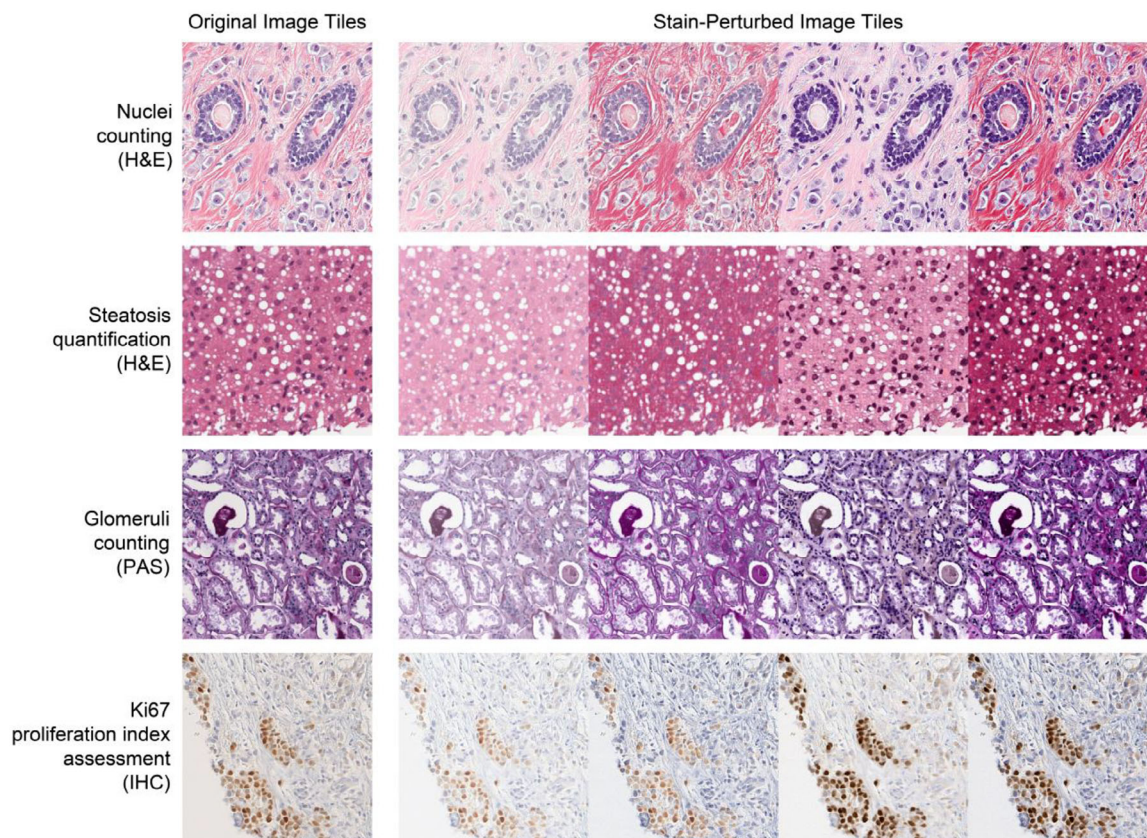 Original Image Tiles
Stain-Perturbed Image Tiles
Nuclei
counting
(H&E)
Steatosis
quantification
(H&E)
Glomeruli
counting
(PAS)
Ki67
proliferation index
assessment
(IHC)